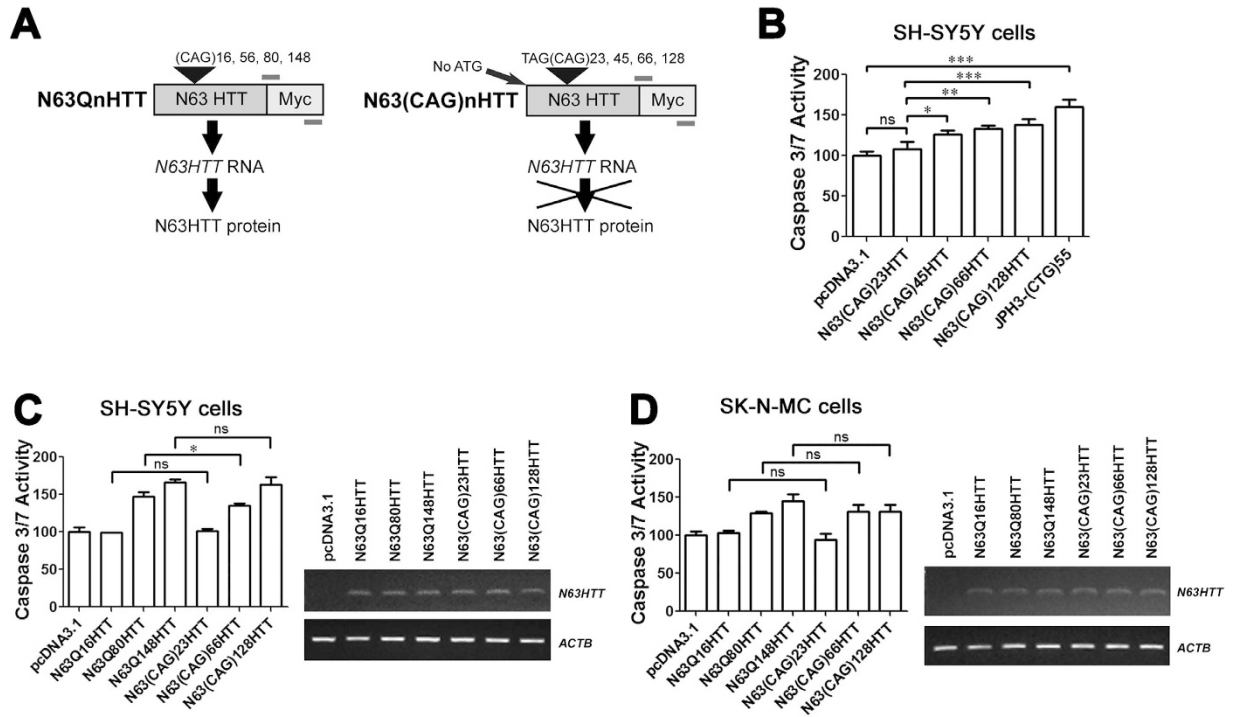 A
(CAG)16, 56, 80, 148
N63QnHTT
N63 HTT
Myc
N63HTT RNA
N63HTT protein
TAG(CAG)23, 45, 66, 128
No ATG
N63(CAG)nHTT
N63 HTT
Myc
N63HTT RNA
N63HTT protein
B
SH-SY5Y cells
Caspase 3/7 Activity
200
150
100
50
0
ns
*
**
***
***
pcDNA3.1
N63(CAG)23HTT
N63(CAG)45HTT
N63(CAG)66HTT
N63(CAG)128HTT
JPH3-(CTG)55
C
SH-SY5Y cells
Caspase 3/7 Activity
200
150
100
50
0
ns
*
ns
pcDNA3.1
N63Q16HTT
N63Q80HTT
N63Q148HTT
N63(CAG)23HTT
N63(CAG)66HTT
N63(CAG)128HTT
pcDNA3.1
N63Q16HTT
N63Q80HTT
N63Q148HTT
N63(CAG)23HTT
N63(CAG)66HTT
N63(CAG)128HTT
N63HTT
ACTB
D
SK-N-MC cells
Caspase 3/7 Activity
200
150
100
50
0
ns
ns
ns
pcDNA3.1
N63Q16HTT
N63Q80HTT
N63Q148HTT
N63(CAG)23HTT
N63(CAG)66HTT
N63(CAG)128HTT
pcDNA3.1
N63Q16HTT
N63Q80HTT
N63Q148HTT
N63(CAG)23HTT
N63(CAG)66HTT
N63(CAG)128HTT
N63HTT
ACTB